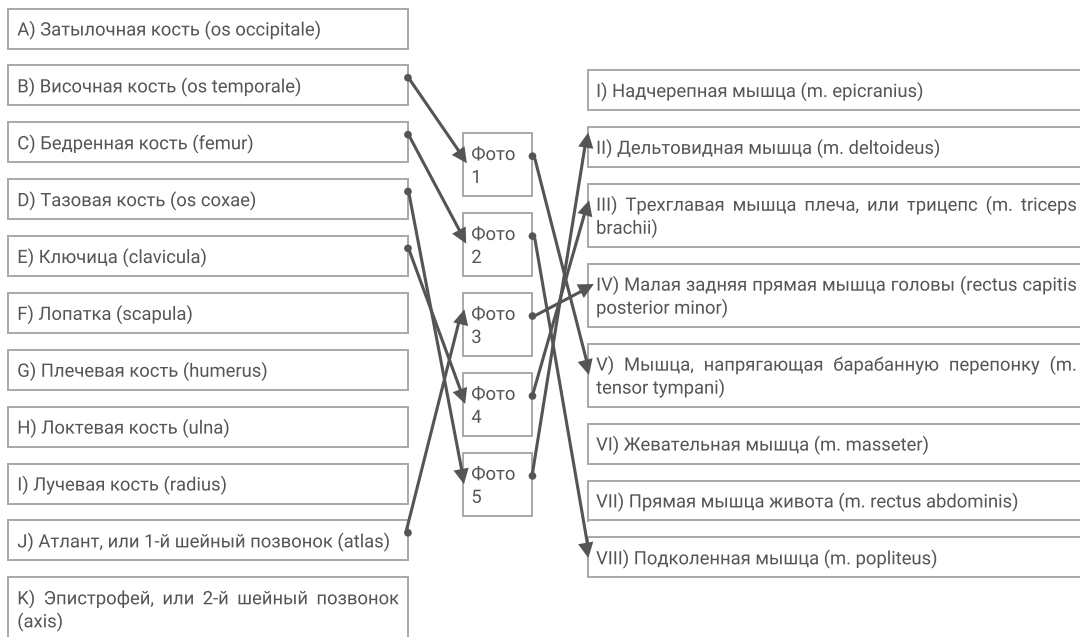 A) Затылочная кость (os occipitale)
B) Височная кость (os temporale)
C) Бедренная кость (femur)
D) Тазовая кость (os coxae)
E) Ключица (clavicula)
F) Лопатка (scapula)
G) Плечевая кость (humerus)
H) Локтевая кость (ulna)
I) Лучевая кость (radius)
J) Атлант, или 1-й шейный позвонок (atlas)
K) Эпистрофей, или 2-й шейный позвонок
(axis)
Фото
1
Фото
2
Фото
3
Фото
4
Фото
5
I) Надчерепная мышца (m. epicranius)
II) Дельтовидная мышца (m. deltoideus)
III) Трехглавая мышца плеча, или трицепс (m. triceps
brachii)
IV) Малая задняя прямая мышца головы (rectus capitis
posterior minor)
V) Мышца, напрягающая барабанную перепонку (m.
tensor tympani)
VI) Жевательная мышца (m. masseter)
VII) Прямая мышца живота (m. rectus abdominis)
VIII) Подколенная мышца (m. popliteus)